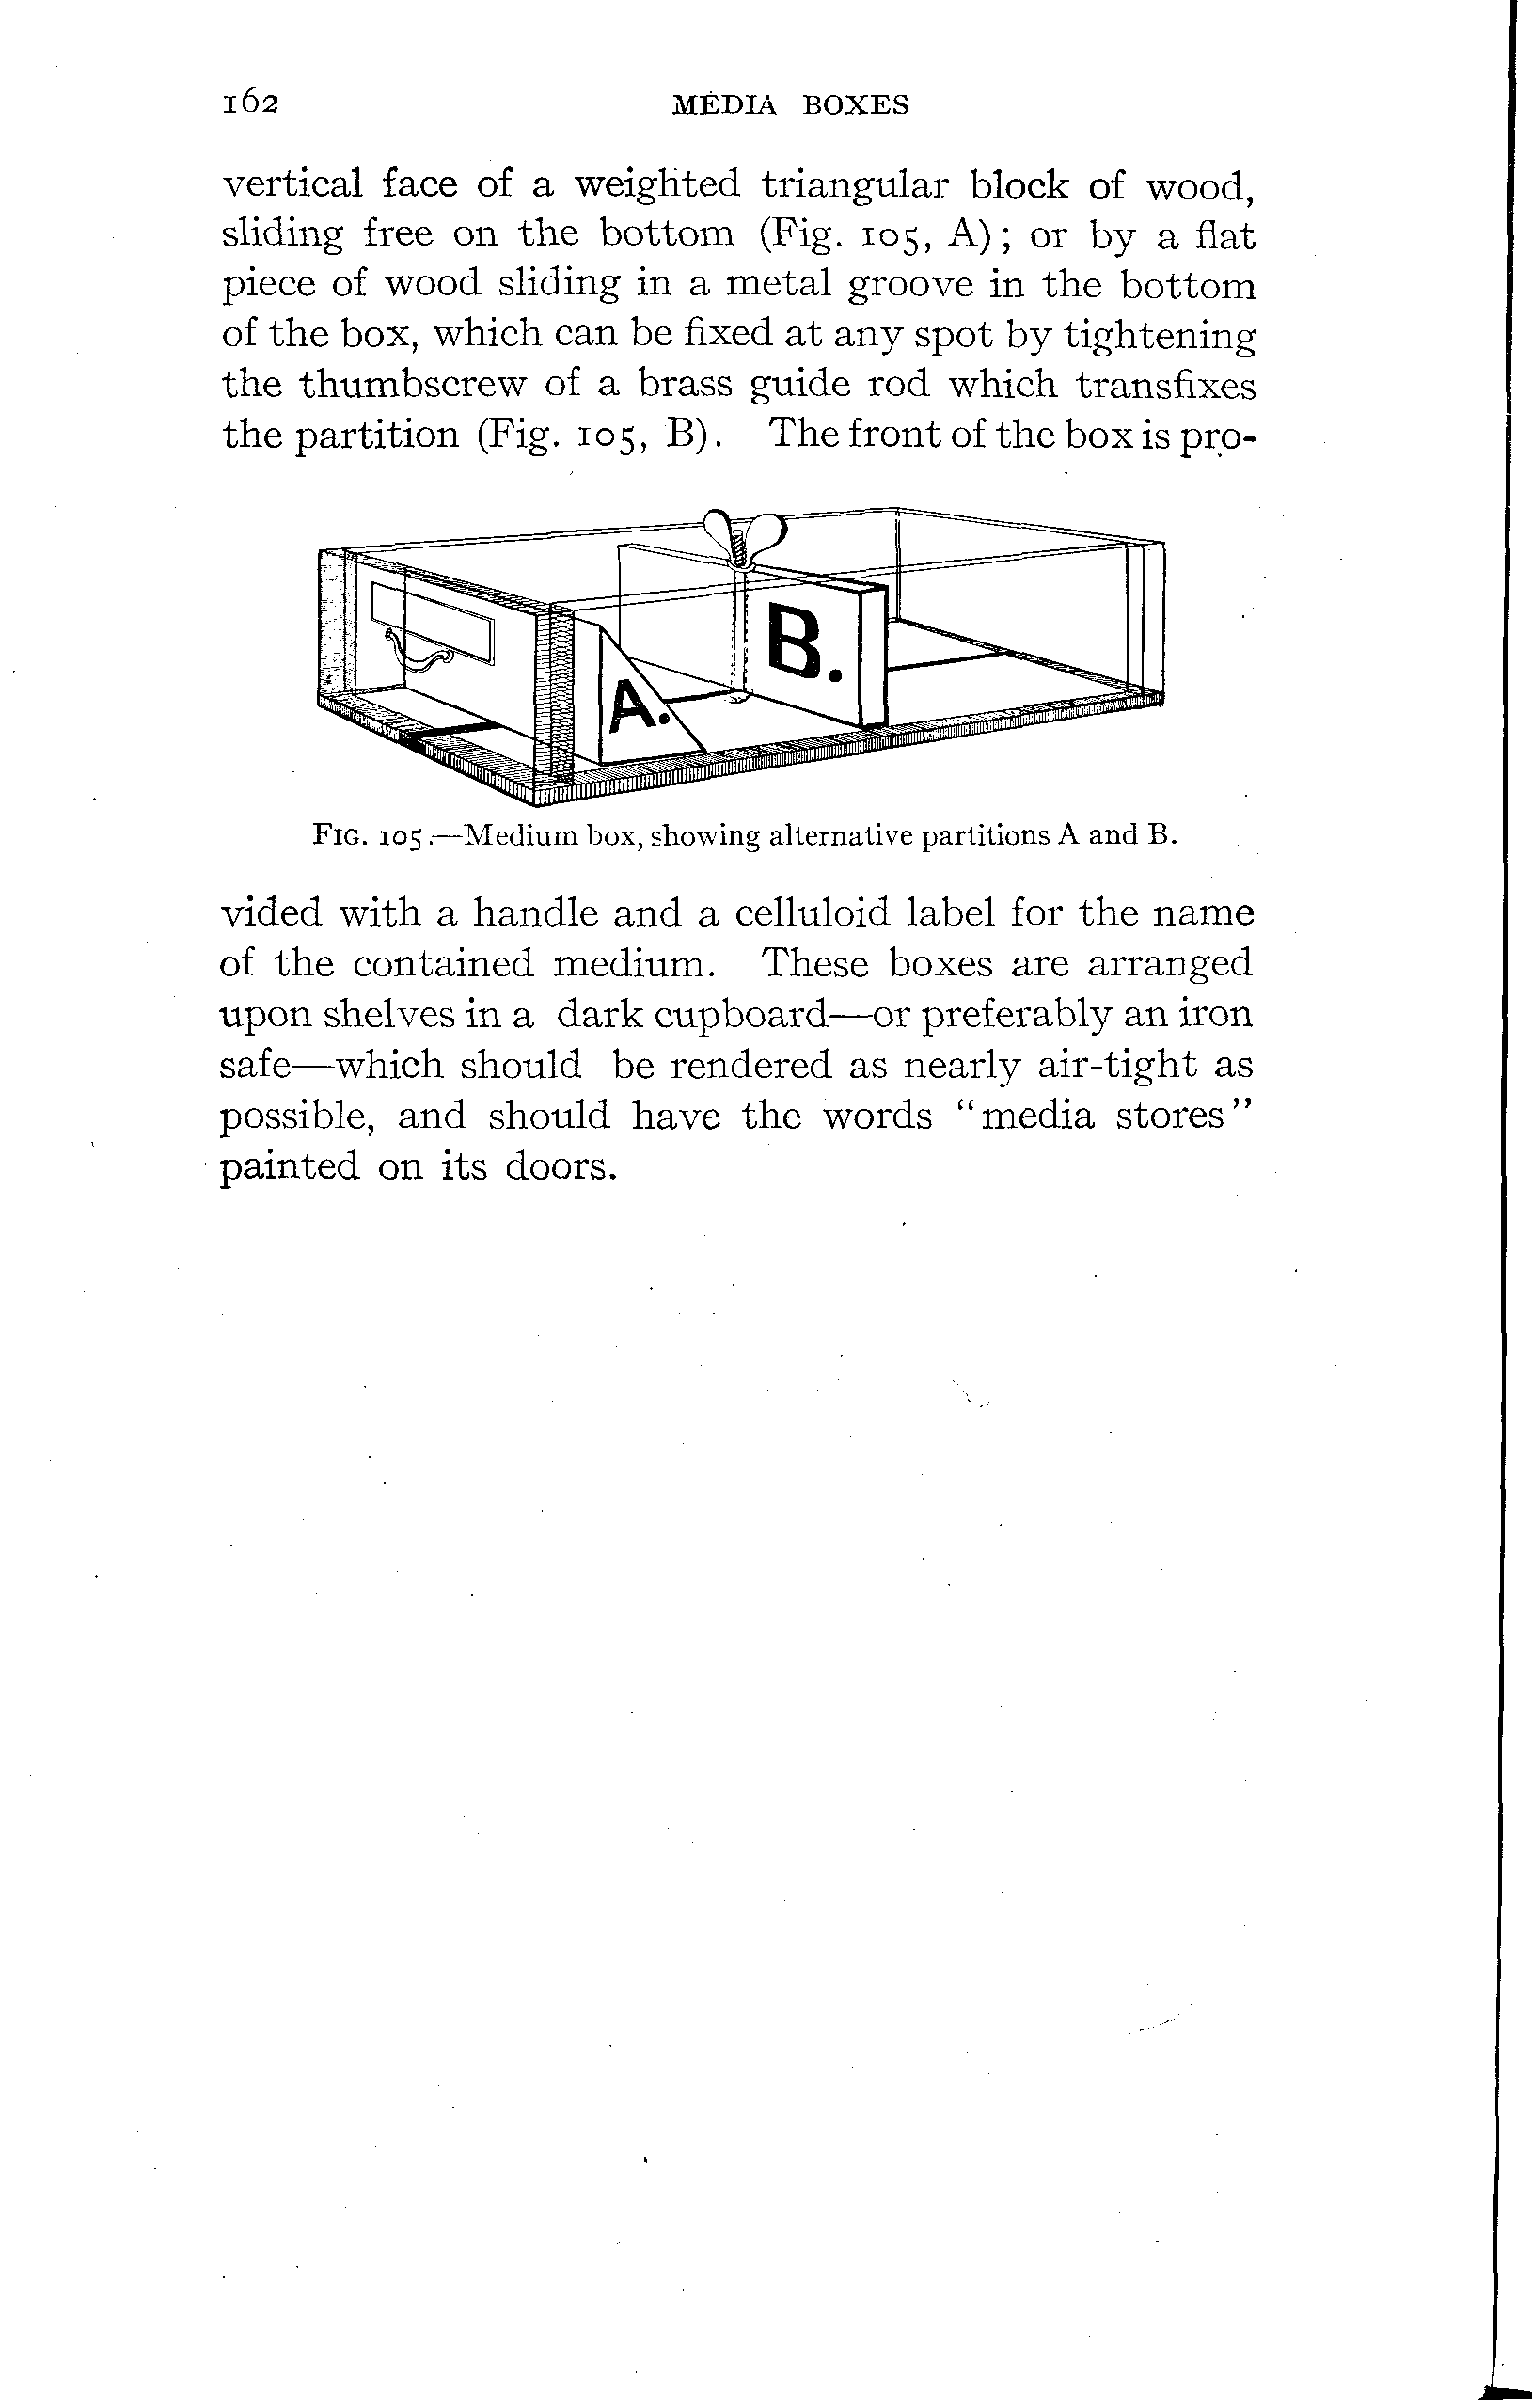 162 MEDIA BOXES
vertical face of a weighted triangular block of wood,
sliding free on the bottom (Fig. 105, A); or by a flat
piece of wood sliding in a metal groove in the bottom
of the box, which can be fixed at any spot by tightening
the thumbscrew of a brass guide rod which transfixes
the partition (Fig. 105, B). The front of the box is pro-
B.
A.
FIG. 105.—Medium box, showing alternative partitions A and B.
vided with a handle and a celluloid label for the name
of the contained medium. These boxes are arranged
upon shelves in a dark cupboard—or preferably an iron
safe—which should be rendered as nearly air-tight as
possible, and should have the words "media stores"
painted on its doors.